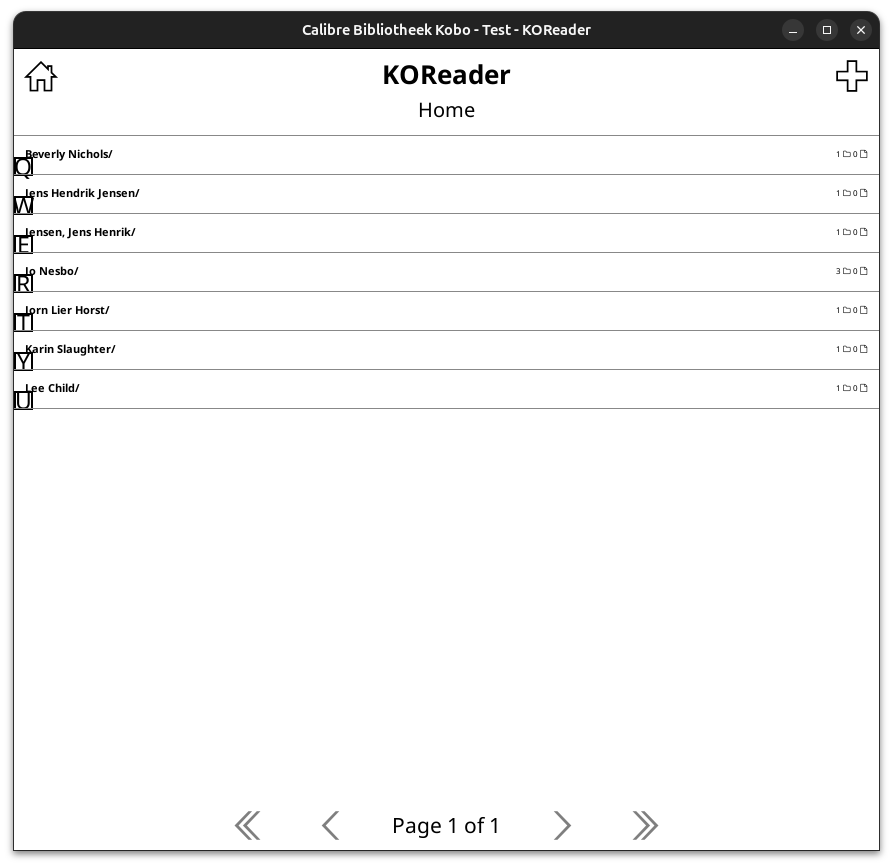 Calibre Bibliotheek Kobo - Test - KOReader
KOReader
Home
Beverly Nichols/ 1 0
Q
Jens Hendrik Jensen/ 1 0
W
Jensen, Jens Henrik/ 1 0
E
Jo Nesbo/ 3 0
R
Jorn Lier Horst/ 1 0
T
Karin Slaughter/ 1 0
Y
Lee Child/ 1 0
U
Page 1 of 1